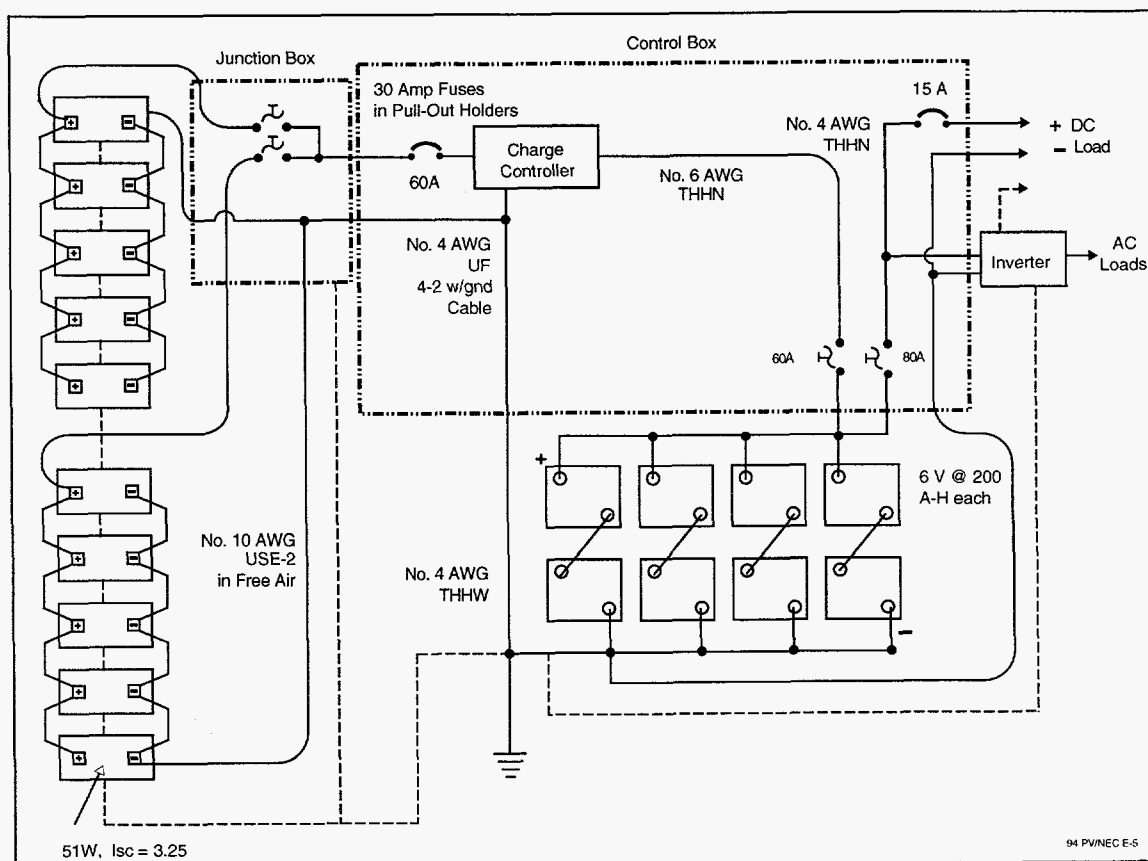 Junction Box
Control Box
30 Amp Fuses
in Pull-Out Holders
15 A
No. 4 AWG
THHN
+ DC
− Load
Charge
Controller
60A
No. 6 AWG
THHN
No. 4 AWG
UF
4-2 w/gnd
Cable
Inverter
AC
Loads
60A
80A
+
6 V @ 200
A-H each
No. 10 AWG
USE-2
in Free Air
No. 4 AWG
THHW
−
51W, Isc = 3.25
94 PV/NEC E-5